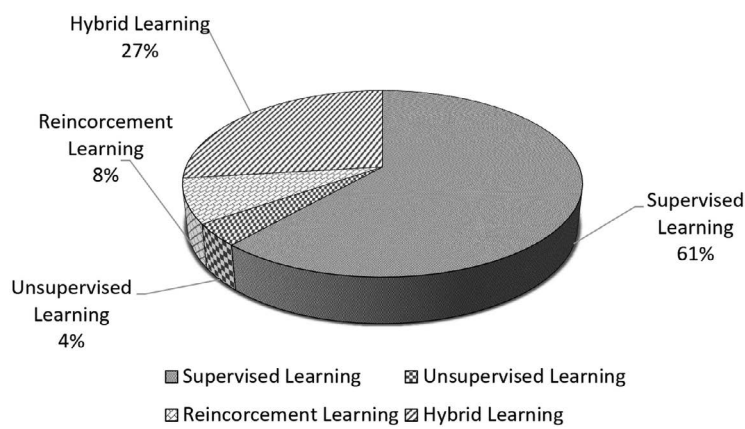 Hybrid Learning
27%
Reincorcement
Learning
8%
Supervised
Learning
61%
Unsupervised
Learning
4%
Supervised Learning
Unsupervised Learning
Reincorcement Learning
Hybrid Learning